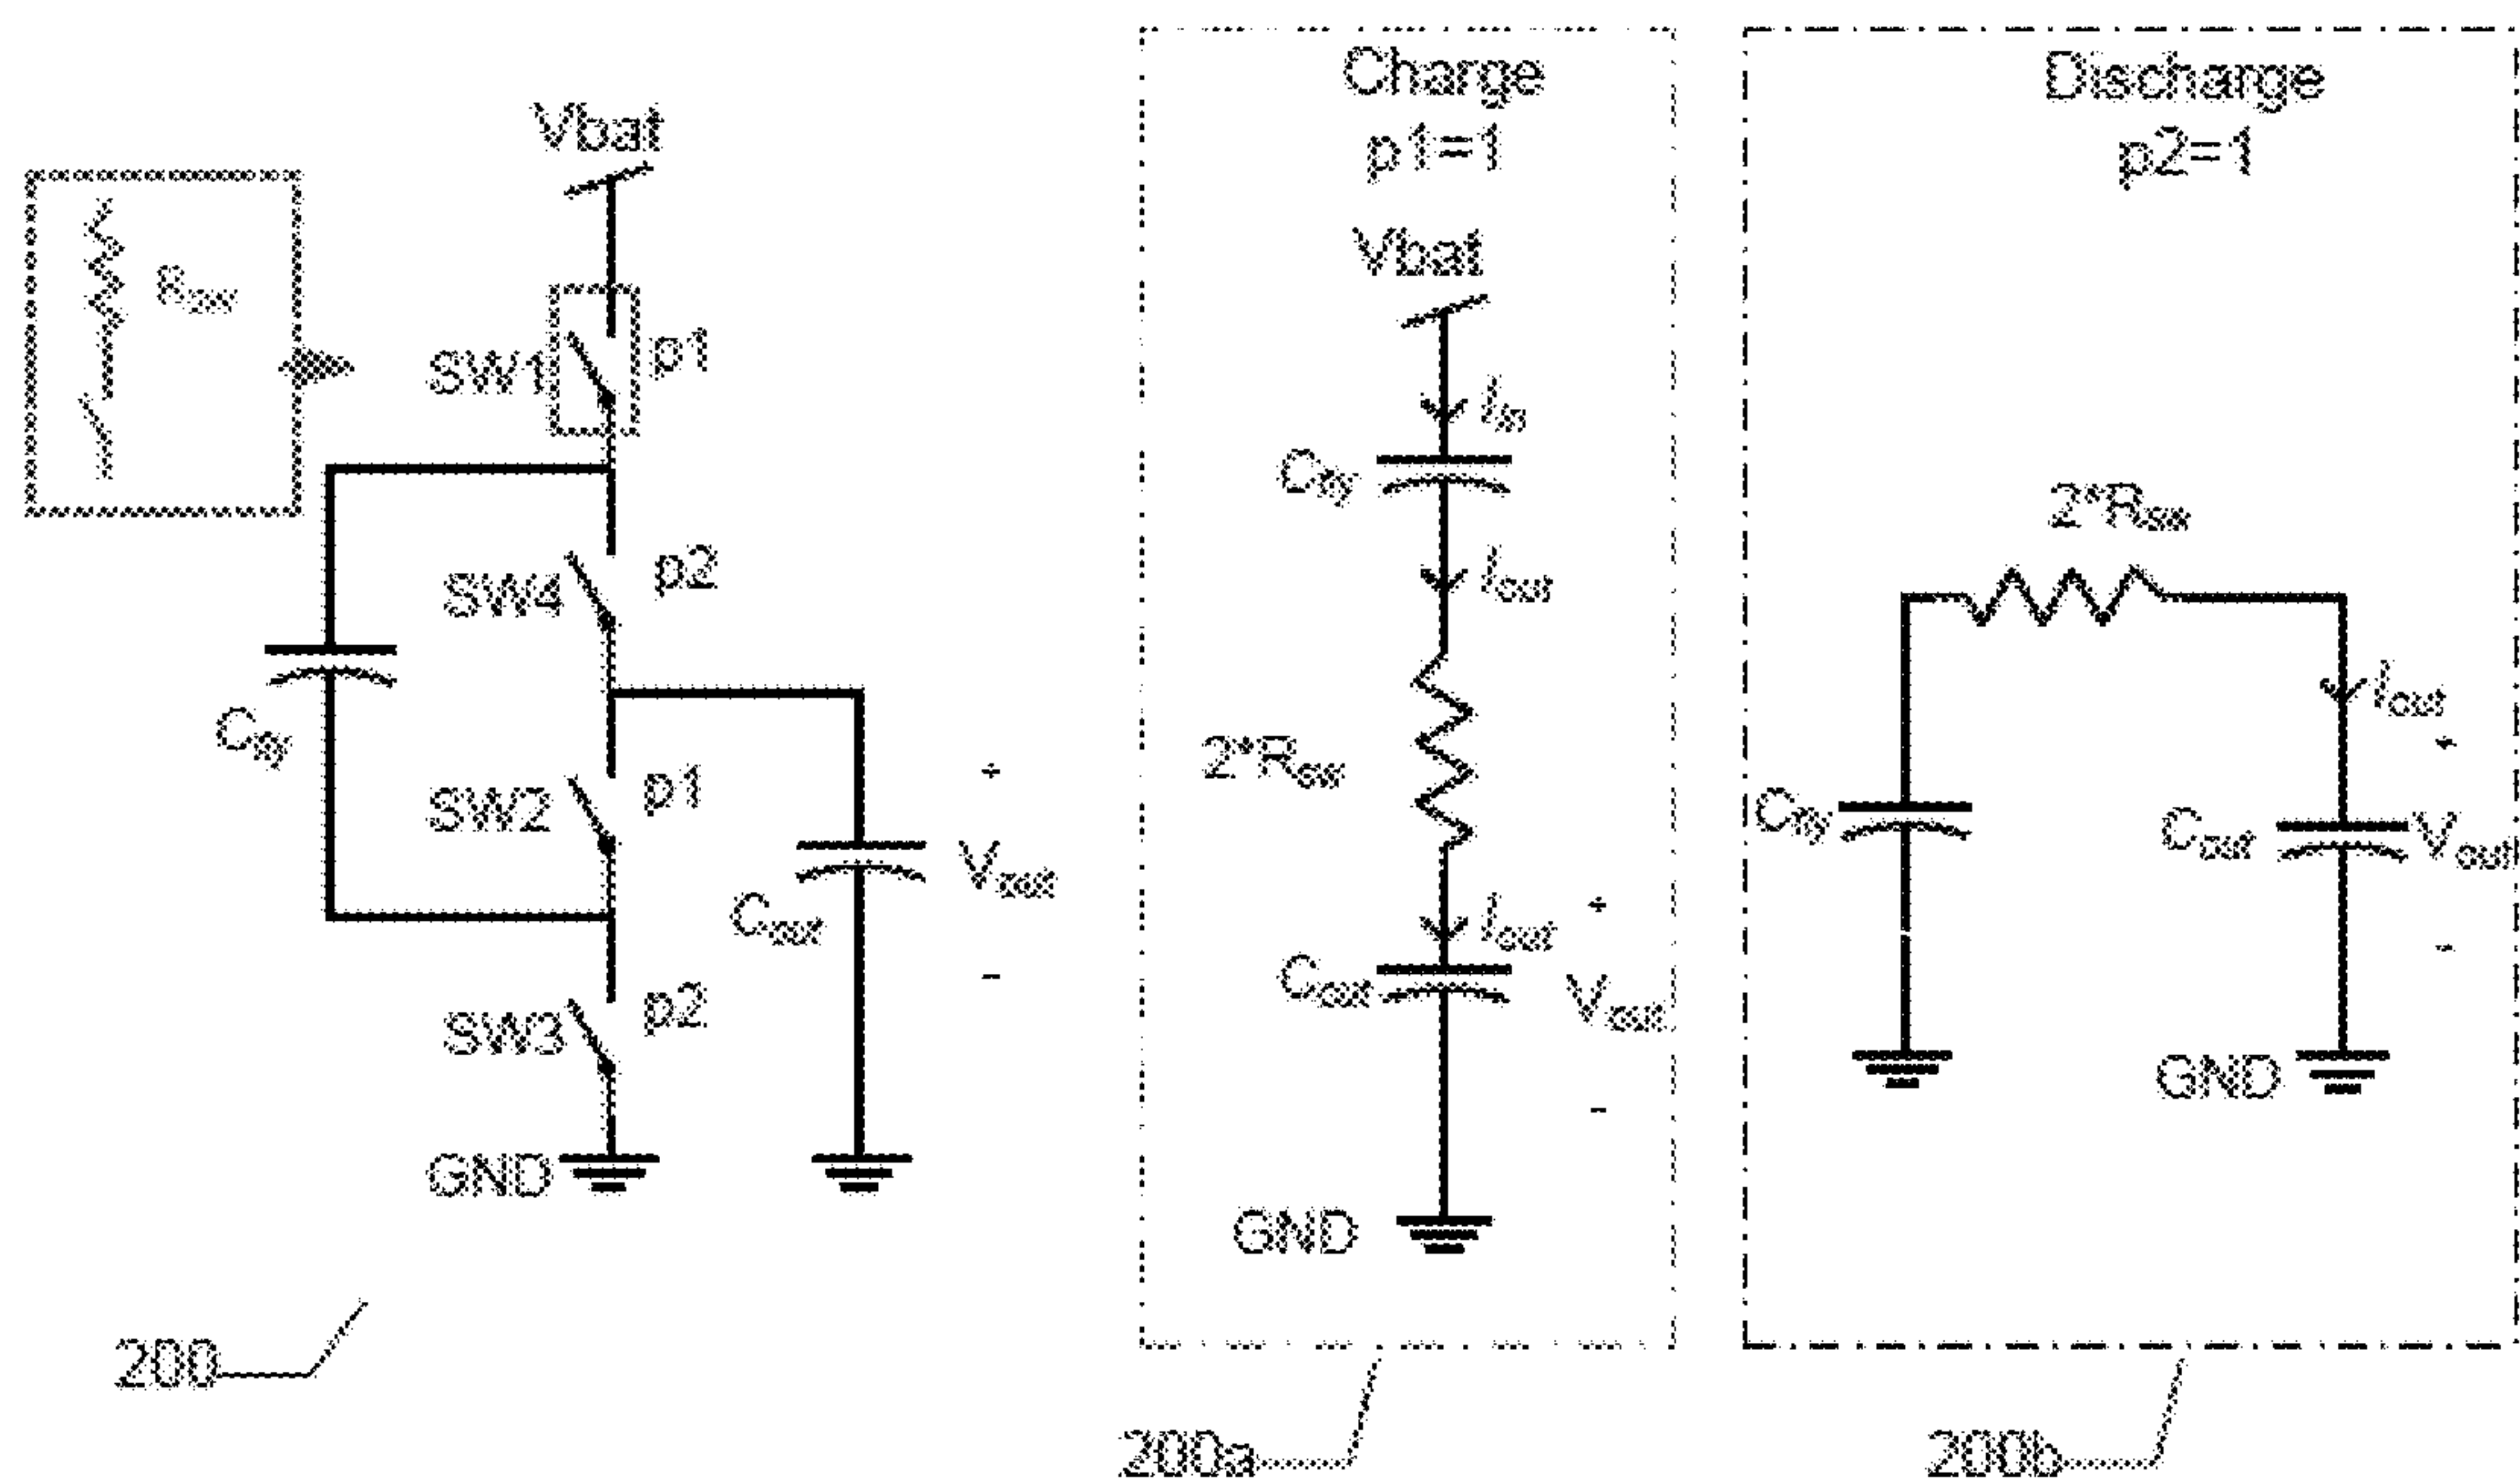 Vbat
Rsw
SW1
p1
SW4
p2
Cfly
SW2
p1
Cout
+
Vout
-
SW3
p2
GND
200
Charge
p1=1
Vbat
Iin
Cfly
Iout
2*Rsw
Iout
+
Cout
Vout
-
GND
200a
Discharge
p2=1
2*Rsw
Iout
+
Cfly
Cout
Vout
-
GND
200b